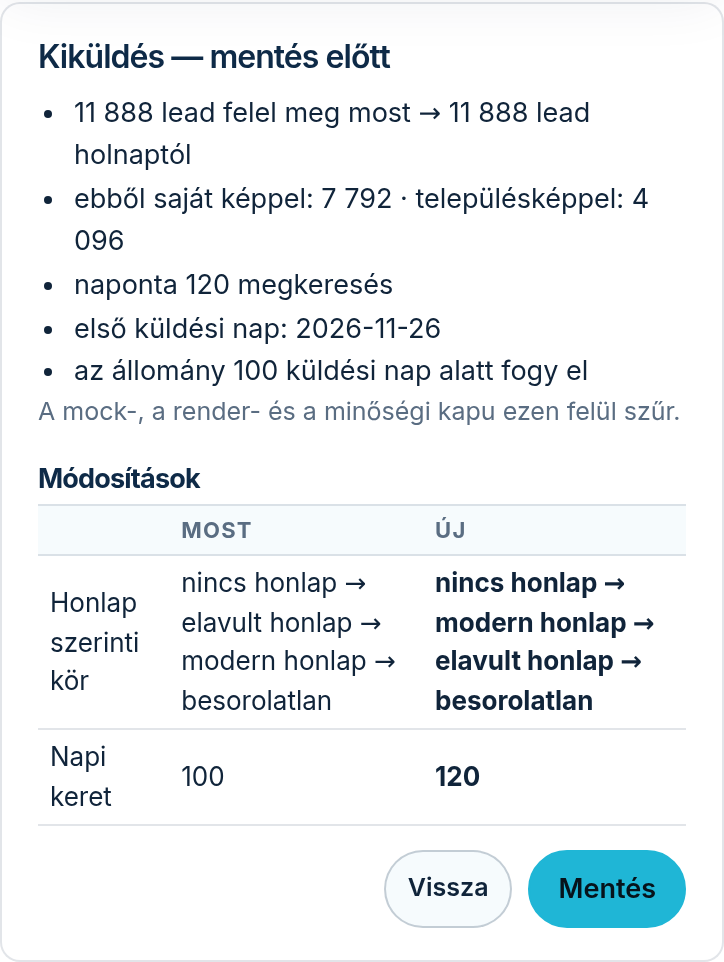 Kiküldés — mentés előtt
• 11 888 lead felel meg most → 11 888 lead
holnaptól
• ebből saját képpel: 7 792 · településképpel: 4
096
• naponta 120 megkeresés
• első küldési nap: 2026-11-26
• az állomány 100 küldési nap alatt fogy el
A mock-, a render- és a minőségi kapu ezen felül szűr.
Módosítások
MOST ÚJ
Honlap szerinti kör
nincs honlap →
elavult honlap →
modern honlap →
besorolatlan
nincs honlap →
modern honlap →
elavult honlap →
besorolatlan
Napi keret
100
120
Vissza
Mentés